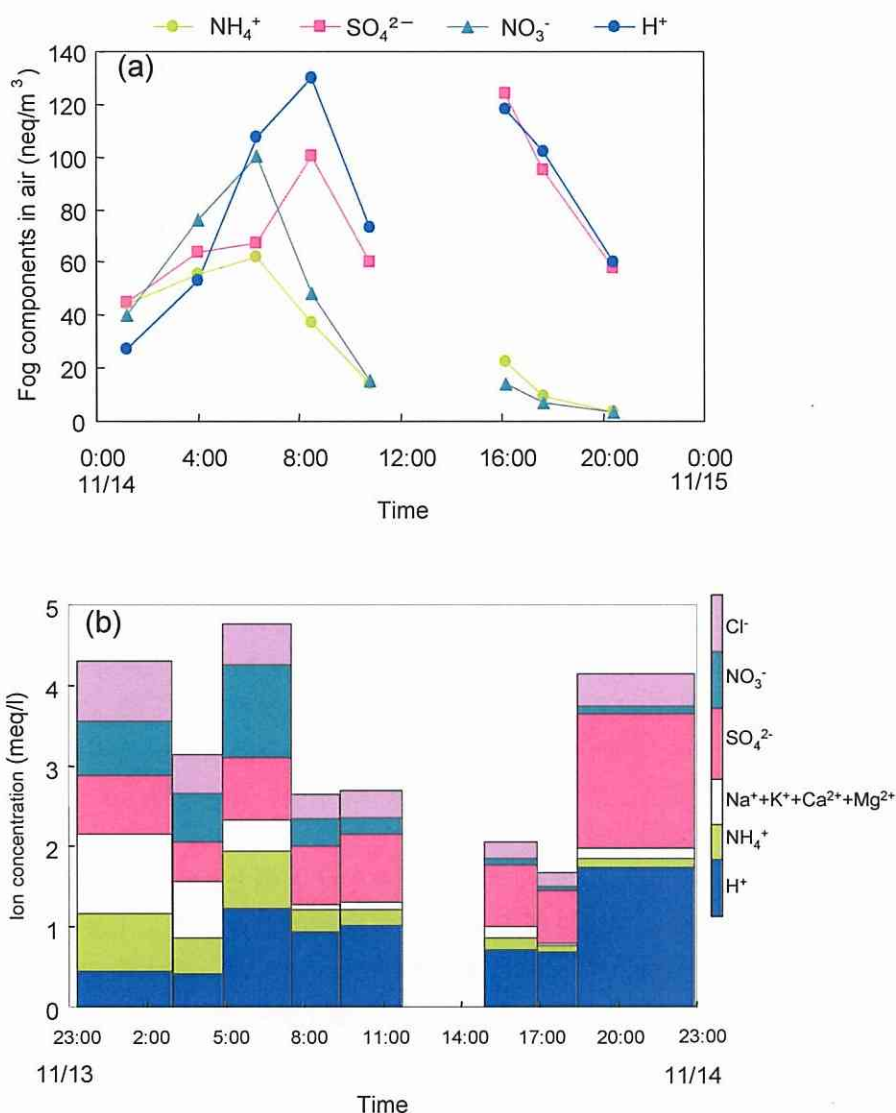 NH₄⁺ SO₄²⁻ NO₃⁻ H⁺
(a)
Fog components in air (neq/m³)
140
120
100
80
60
40
20
0
0:00 4:00 8:00 12:00 16:00 20:00 0:00
11/14 11/15
Time
(b)
Ion concentration (meq/l)
5
4
3
2
1
0
Cl⁻
NO₃⁻
SO₄²⁻
Na⁺+K⁺+Ca²⁺+Mg²⁺
NH₄⁺
H⁺
23:00 2:00 5:00 8:00 11:00 14:00 17:00 20:00 23:00
11/13 11/14
Time